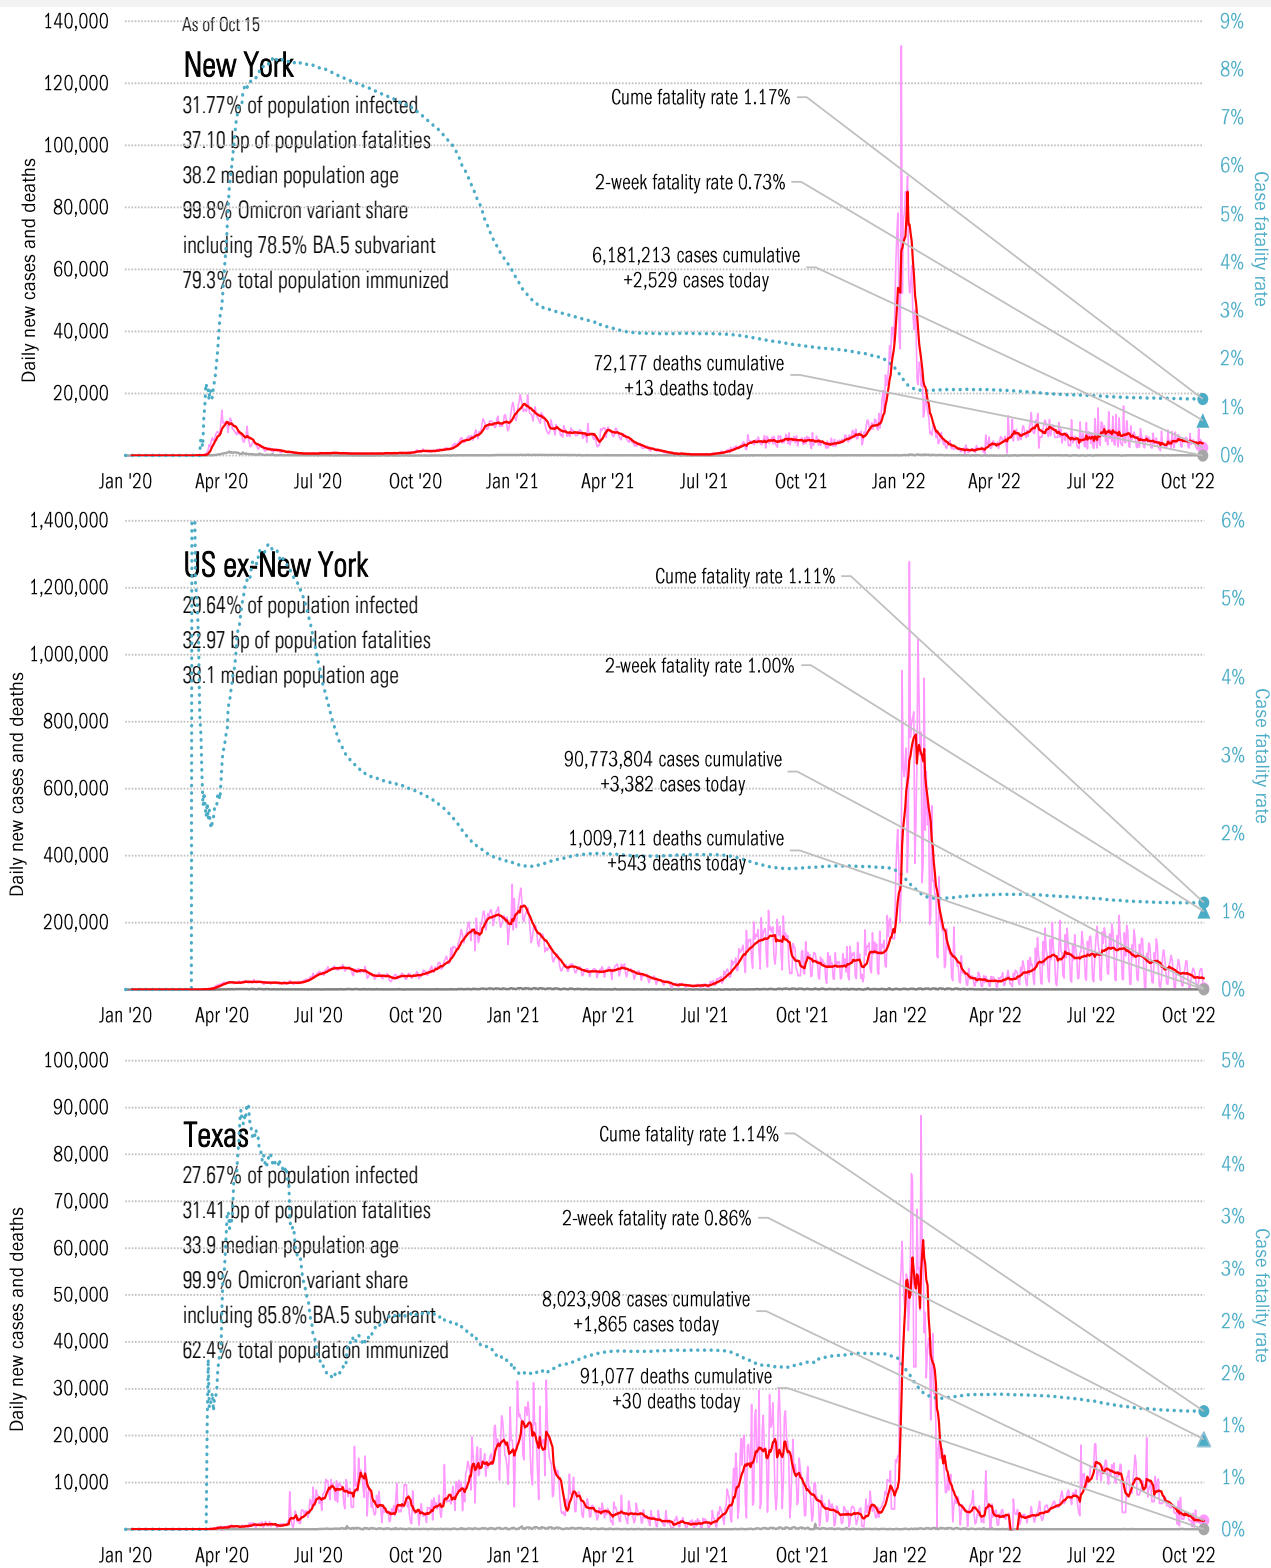 140,000
As of Oct 15
9%
New York
8%
120,000
31.77% of population infected
Cume fatality rate 1.17%
7%
100,000
37.10 bp of population fatalities
6%
38.2 median population age
2-week fatality rate 0.73%
80,000
99.8% Omicron variant share
5%
including 78.5% BA.5 subvariant
60,000
6,181,213 cases cumulative
+2,529 cases today
4%
79.3% total population immunized
3%
40,000
72,177 deaths cumulative
+13 deaths today
2%
20,000
1%
0%
Daily new cases and deaths
Case fatality rate
Jan '20 Apr '20 Jul '20 Oct '20 Jan '21 Apr '21 Jul '21 Oct '21 Jan '22 Apr '22 Jul '22 Oct '22
1,400,000
6%
US ex-New York
1,200,000
29.64% of population infected
Cume fatality rate 1.11%
5%
32.97 bp of population fatalities
1,000,000
38.1 median population age
2-week fatality rate 1.00%
4%
800,000
3%
90,773,804 cases cumulative
+3,382 cases today
600,000
2%
1,009,711 deaths cumulative
+543 deaths today
400,000
200,000
1%
0%
Daily new cases and deaths
Case fatality rate
Jan '20 Apr '20 Jul '20 Oct '20 Jan '21 Apr '21 Jul '21 Oct '21 Jan '22 Apr '22 Jul '22 Oct '22
100,000
5%
90,000
4%
Texas
Cume fatality rate 1.14%
80,000
4%
27.67% of population infected
70,000
31.41 bp of population fatalities
2-week fatality rate 0.86%
3%
60,000
33.9 median population age
3%
99.9% Omicron variant share
50,000
8,023,908 cases cumulative
+1,865 cases today
2%
including 85.8% BA.5 subvariant
40,000
62.4% total population immunized
2%
30,000
91,077 deaths cumulative
+30 deaths today
1%
20,000
10,000
1%
0%
Daily new cases and deaths
Case fatality rate
Jan '20 Apr '20 Jul '20 Oct '20 Jan '21 Apr '21 Jul '21 Oct '21 Jan '22 Apr '22 Jul '22 Oct '22